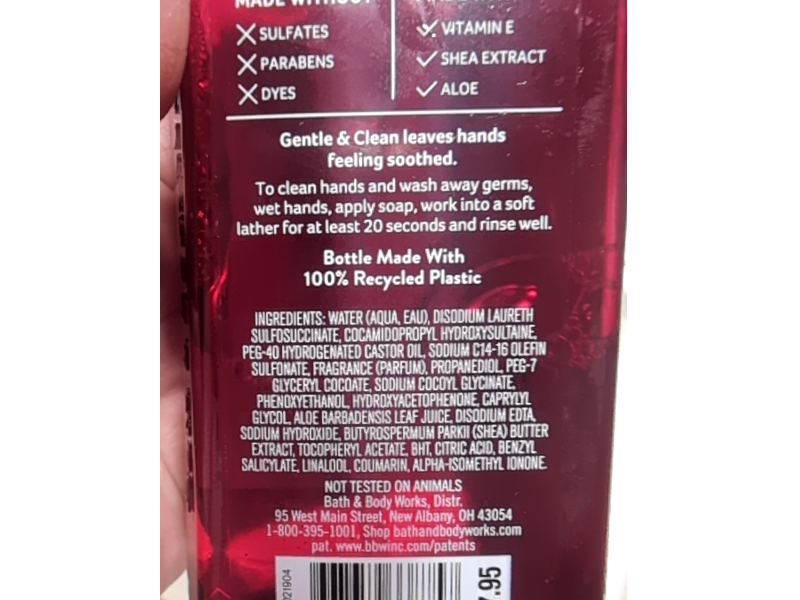 MADE WITHOUT
SULFATES
PARABENS
DYES
VITAMIN E
SHEA EXTRACT
ALOE
Gentle & Clean leaves hands
feeling soothed.
To clean hands and wash away germs,
wet hands, apply soap, work into a soft
lather for at least 20 seconds and rinse well.
Bottle Made With
100% Recycled Plastic
INGREDIENTS: WATER (AQUA, EAU), DISODIUM LAURETH
SULFOSUCCINATE, COCAMIDOPROPYL HYDROXYSULTAINE,
PEG-40 HYDROGENATED CASTOR OIL, SODIUM C14-16 OLEFIN
SULFONATE, FRAGRANCE (PARFUM), PROPANEDIOL, PEG-7
GLYCERYL COCOATE, SODIUM COCOYL GLYCINATE,
PHENOXYETHANOL, HYDROXYACETOPHENONE, CAPRYLYL
GLYCOL, ALOE BARBADENSIS LEAF JUICE, DISODIUM EDTA,
SODIUM HYDROXIDE, BUTYROSPERMUM PARKII (SHEA) BUTTER
EXTRACT, TOCOPHERYL ACETATE, BHT, CITRIC ACID, BENZYL
SALICYLATE, LINALOOL, COUMARIN, ALPHA-ISOMETHYL IONONE.
NOT TESTED ON ANIMALS
Bath & Body Works, Distr.
95 West Main Street, New Albany, OH 43054
1-800-395-1001, Shop bathandbodyworks.com
pat. www.bbwinc.com/patents
7.95